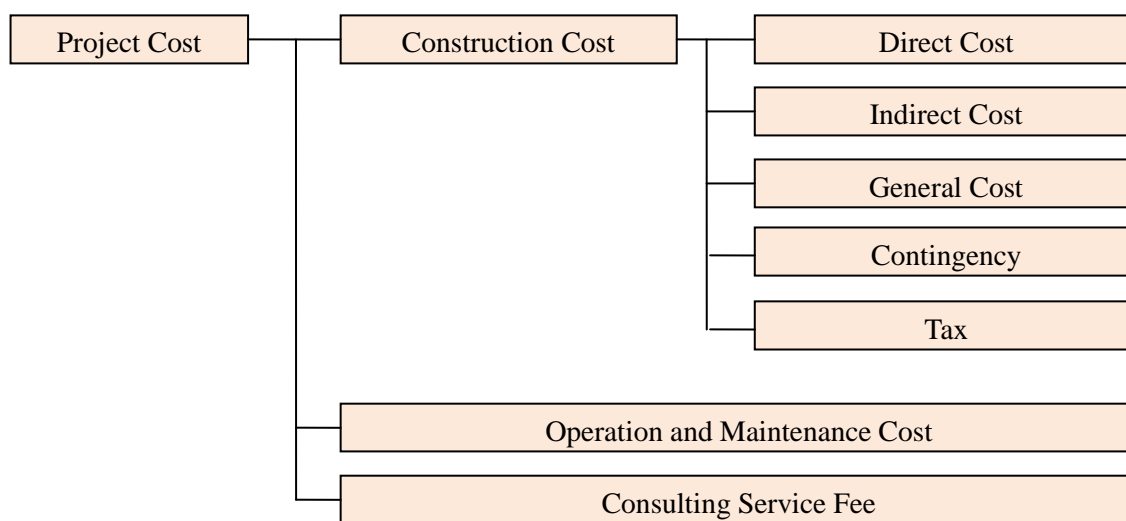 Project Cost
Construction Cost
Direct Cost
Indirect Cost
General Cost
Contingency
Tax
Operation and Maintenance Cost
Consulting Service Fee